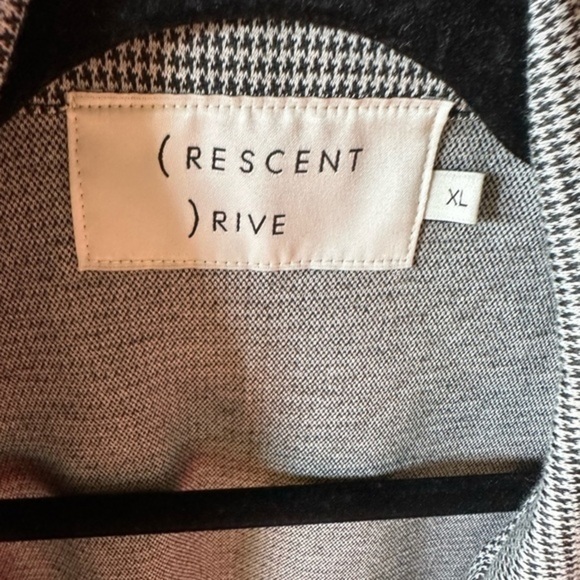 ( RESCENT
) RIVE
XL